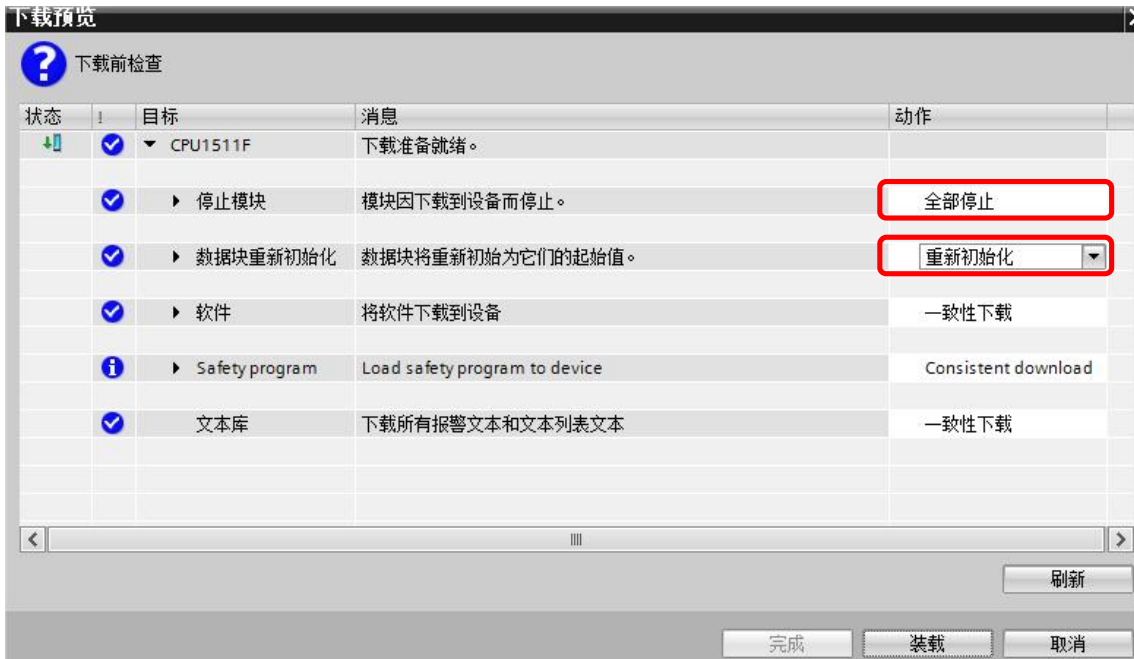 下载预览
下载前检查
状态 ! 目标 消息 动作
CPU1511F 下载准备就绪。
停止模块 模块因下载到设备而停止。 全部停止
数据块重新初始化 数据块将重新初始为它们的起始值。 重新初始化
软件 将软件下载到设备 一致性下载
Safety program Load safety program to device Consistent download
文本库 下载所有报警文本和文本列表文本 一致性下载
刷新
完成 装载 取消